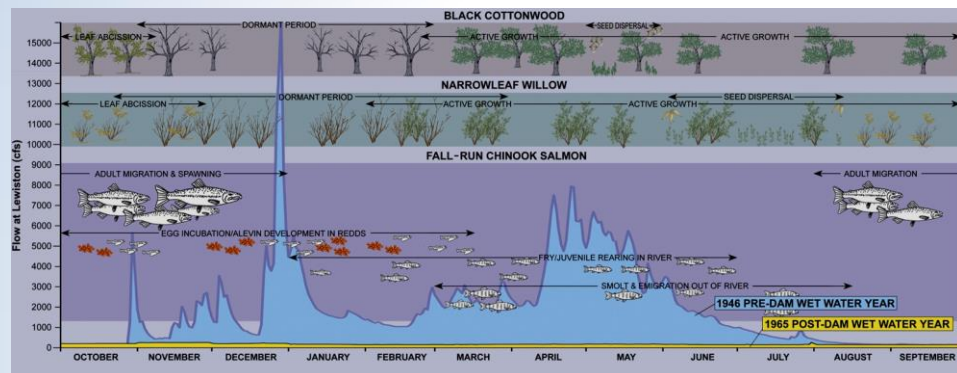 BLACK COTTONWOOD
DORMANT PERIOD
SEED DISPERSAL
LEAF ABCISSION
ACTIVE GROWTH
ACTIVE GROWTH
NARROWLEAF WILLOW
DORMANT PERIOD
SEED DISPERSAL
LEAF ABCISSION
ACTIVE GROWTH
ACTIVE GROWTH
FALL-RUN CHINOOK SALMON
ADULT MIGRATION & SPAWNING
ADULT MIGRATION
EGG INCUBATION/ALEVIN DEVELOPMENT IN REDDS
FRY/JUVENILE REARING IN RIVER
SMOLT & EMIGRATION OUT OF RIVER
1946 PRE-DAM WET WATER YEAR
1965 POST-DAM WET WATER YEAR
Flow at Lewiston (cfs)
15000
14000
13000
12000
11000
10000
9000
8000
7000
6000
5000
4000
3000
2000
1000
0
OCTOBER
NOVEMBER
DECEMBER
JANUARY
FEBRUARY
MARCH
APRIL
MAY
JUNE
JULY
AUGUST
SEPTEMBER